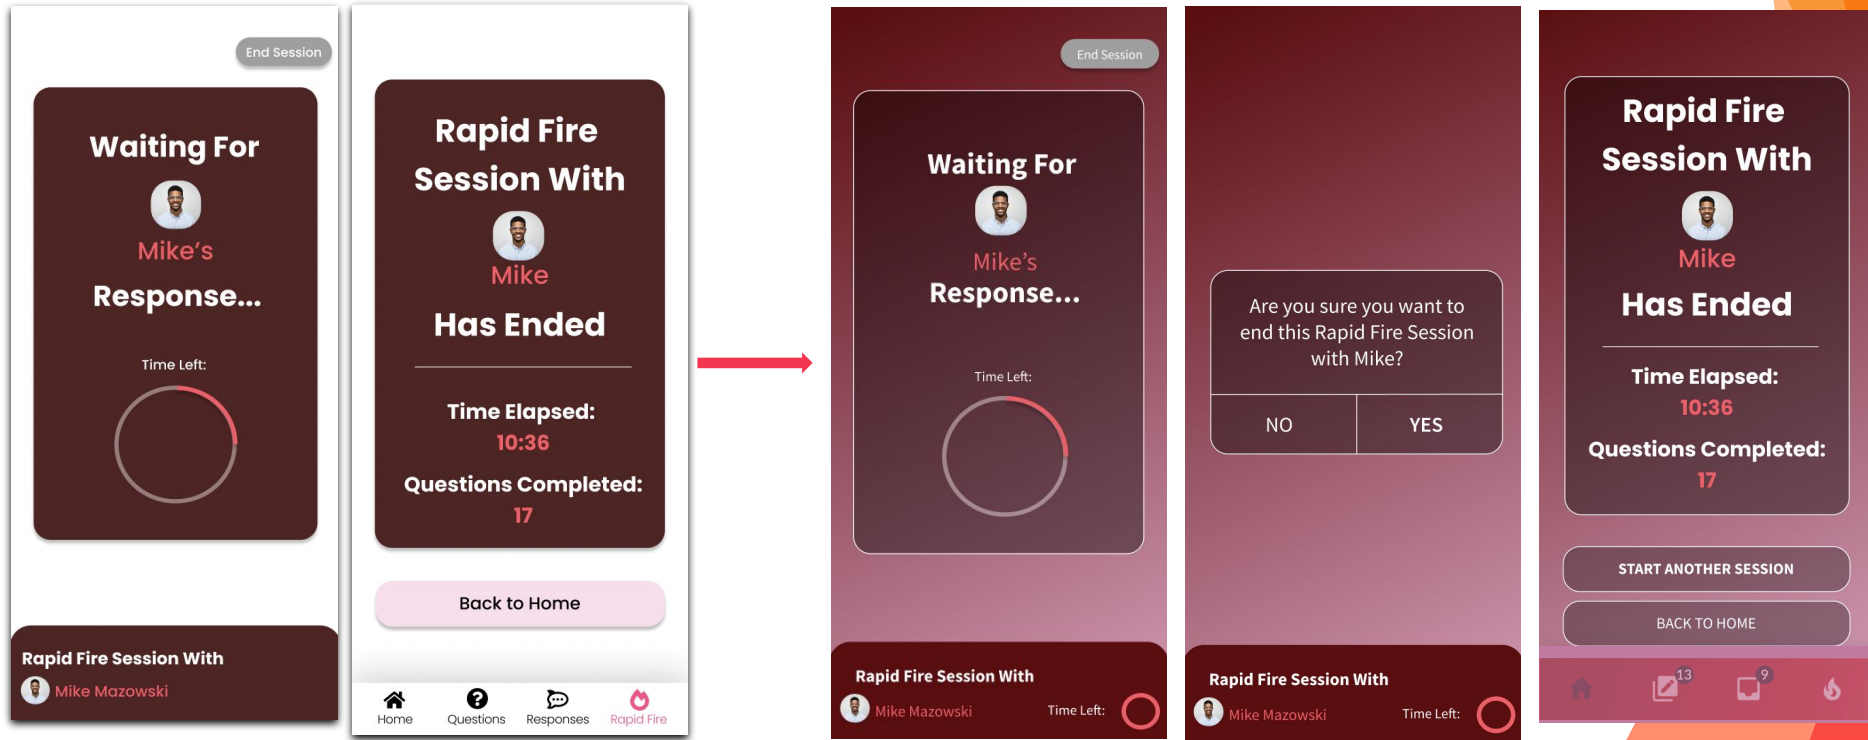 End Session
Waiting For
Mike's
Response...
Time Left:
Rapid Fire Session With
Mike Mazowski
Rapid Fire
Session With
Mike
Has Ended
Time Elapsed:
10:36
Questions Completed:
17
Back to Home
Home Questions Responses Rapid Fire
End Session
Waiting For
Mike's
Response...
Time Left:
Rapid Fire Session With
Mike Mazowski Time Left:
Are you sure you want to
end this Rapid Fire Session
with Mike?
NO YES
Rapid Fire Session With
Mike Mazowski Time Left:
Rapid Fire
Session With
Mike
Has Ended
Time Elapsed:
10:36
Questions Completed:
17
START ANOTHER SESSION
BACK TO HOME
13 9